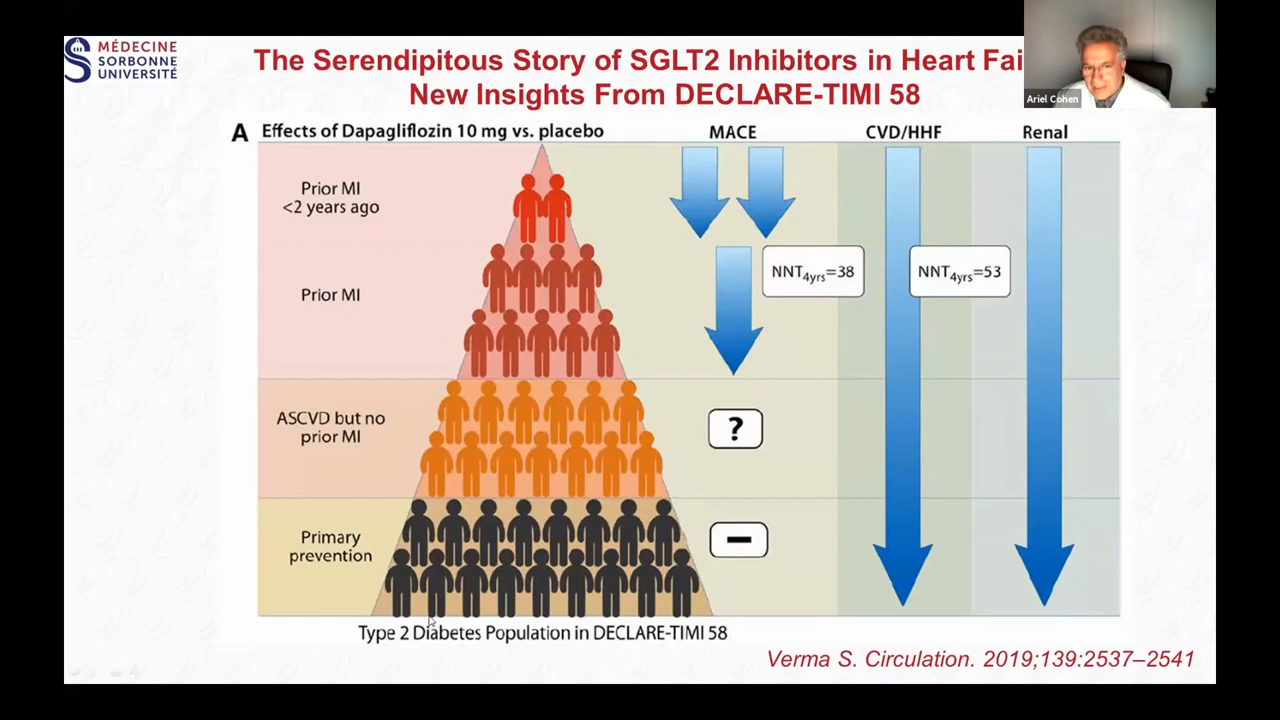 MÉDECINE
SORBONNE
UNIVERSITÉ
The Serendipitous Story of SGLT2 Inhibitors in Heart Fai
New Insights From DECLARE-TIMI 58
Ariel Cohen
A Effects of Dapagliflozin 10 mg vs. placebo MACE CVD/HHF Renal
Prior MI
<2 years ago
NNT4yrs=38 NNT4yrs=53
Prior MI
ASCVD but no
prior MI
?
Primary
prevention
–
Type 2 Diabetes Population in DECLARE-TIMI 58
Verma S. Circulation. 2019;139:2537–2541